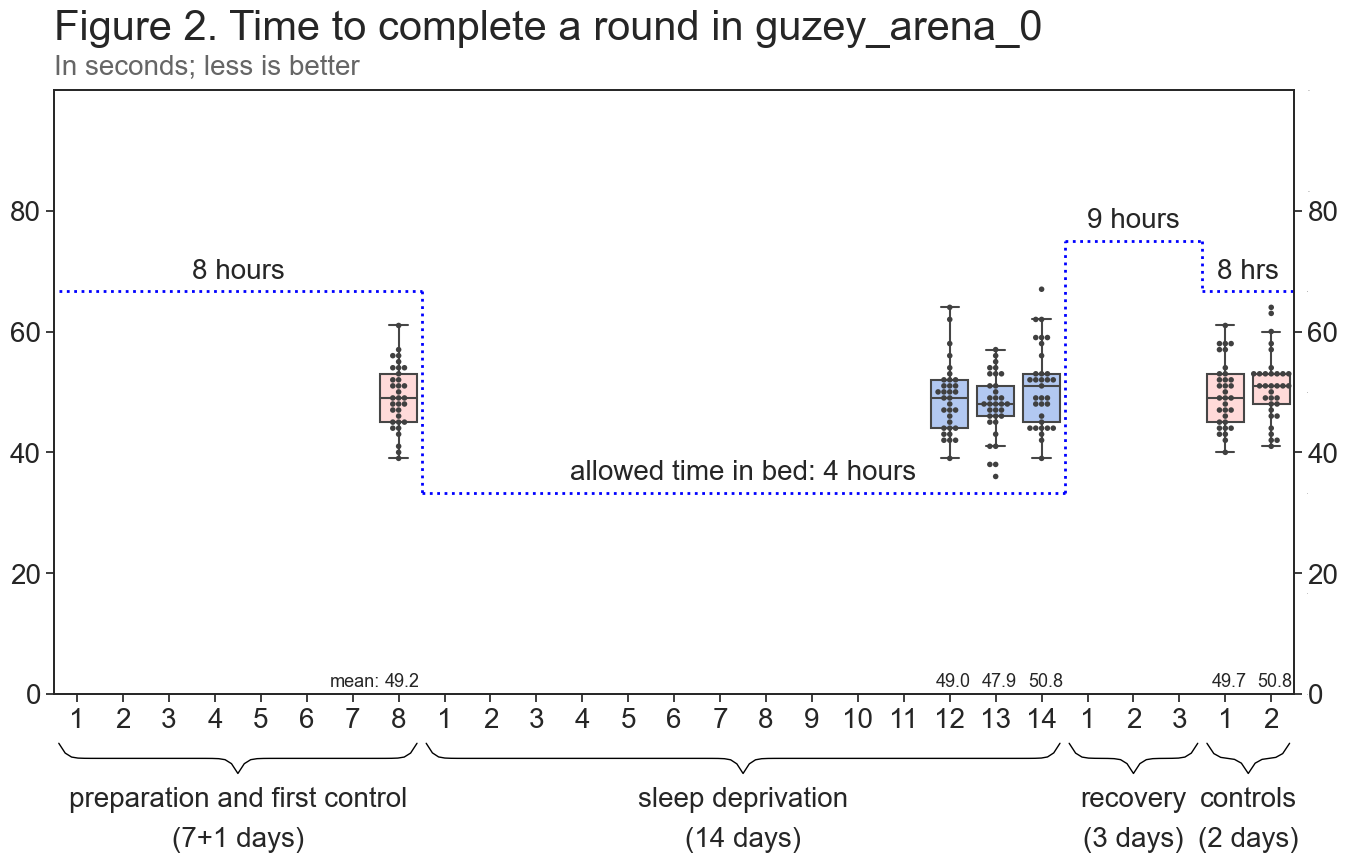 Figure 2. Time to complete a round in guzey_arena_0
In seconds; less is better
80 80
9 hours
8 hours 8 hrs
60 60
40 40
allowed time in bed: 4 hours
20 20
mean: 49.2 49.0 47.9 50.8 49.7 50.8
0 0
1 2 3 4 5 6 7 8 1 2 3 4 5 6 7 8 9 10 11 12 13 14 1 2 3 1 2
preparation and first control sleep deprivation recovery controls
(7+1 days) (14 days) (3 days) (2 days)